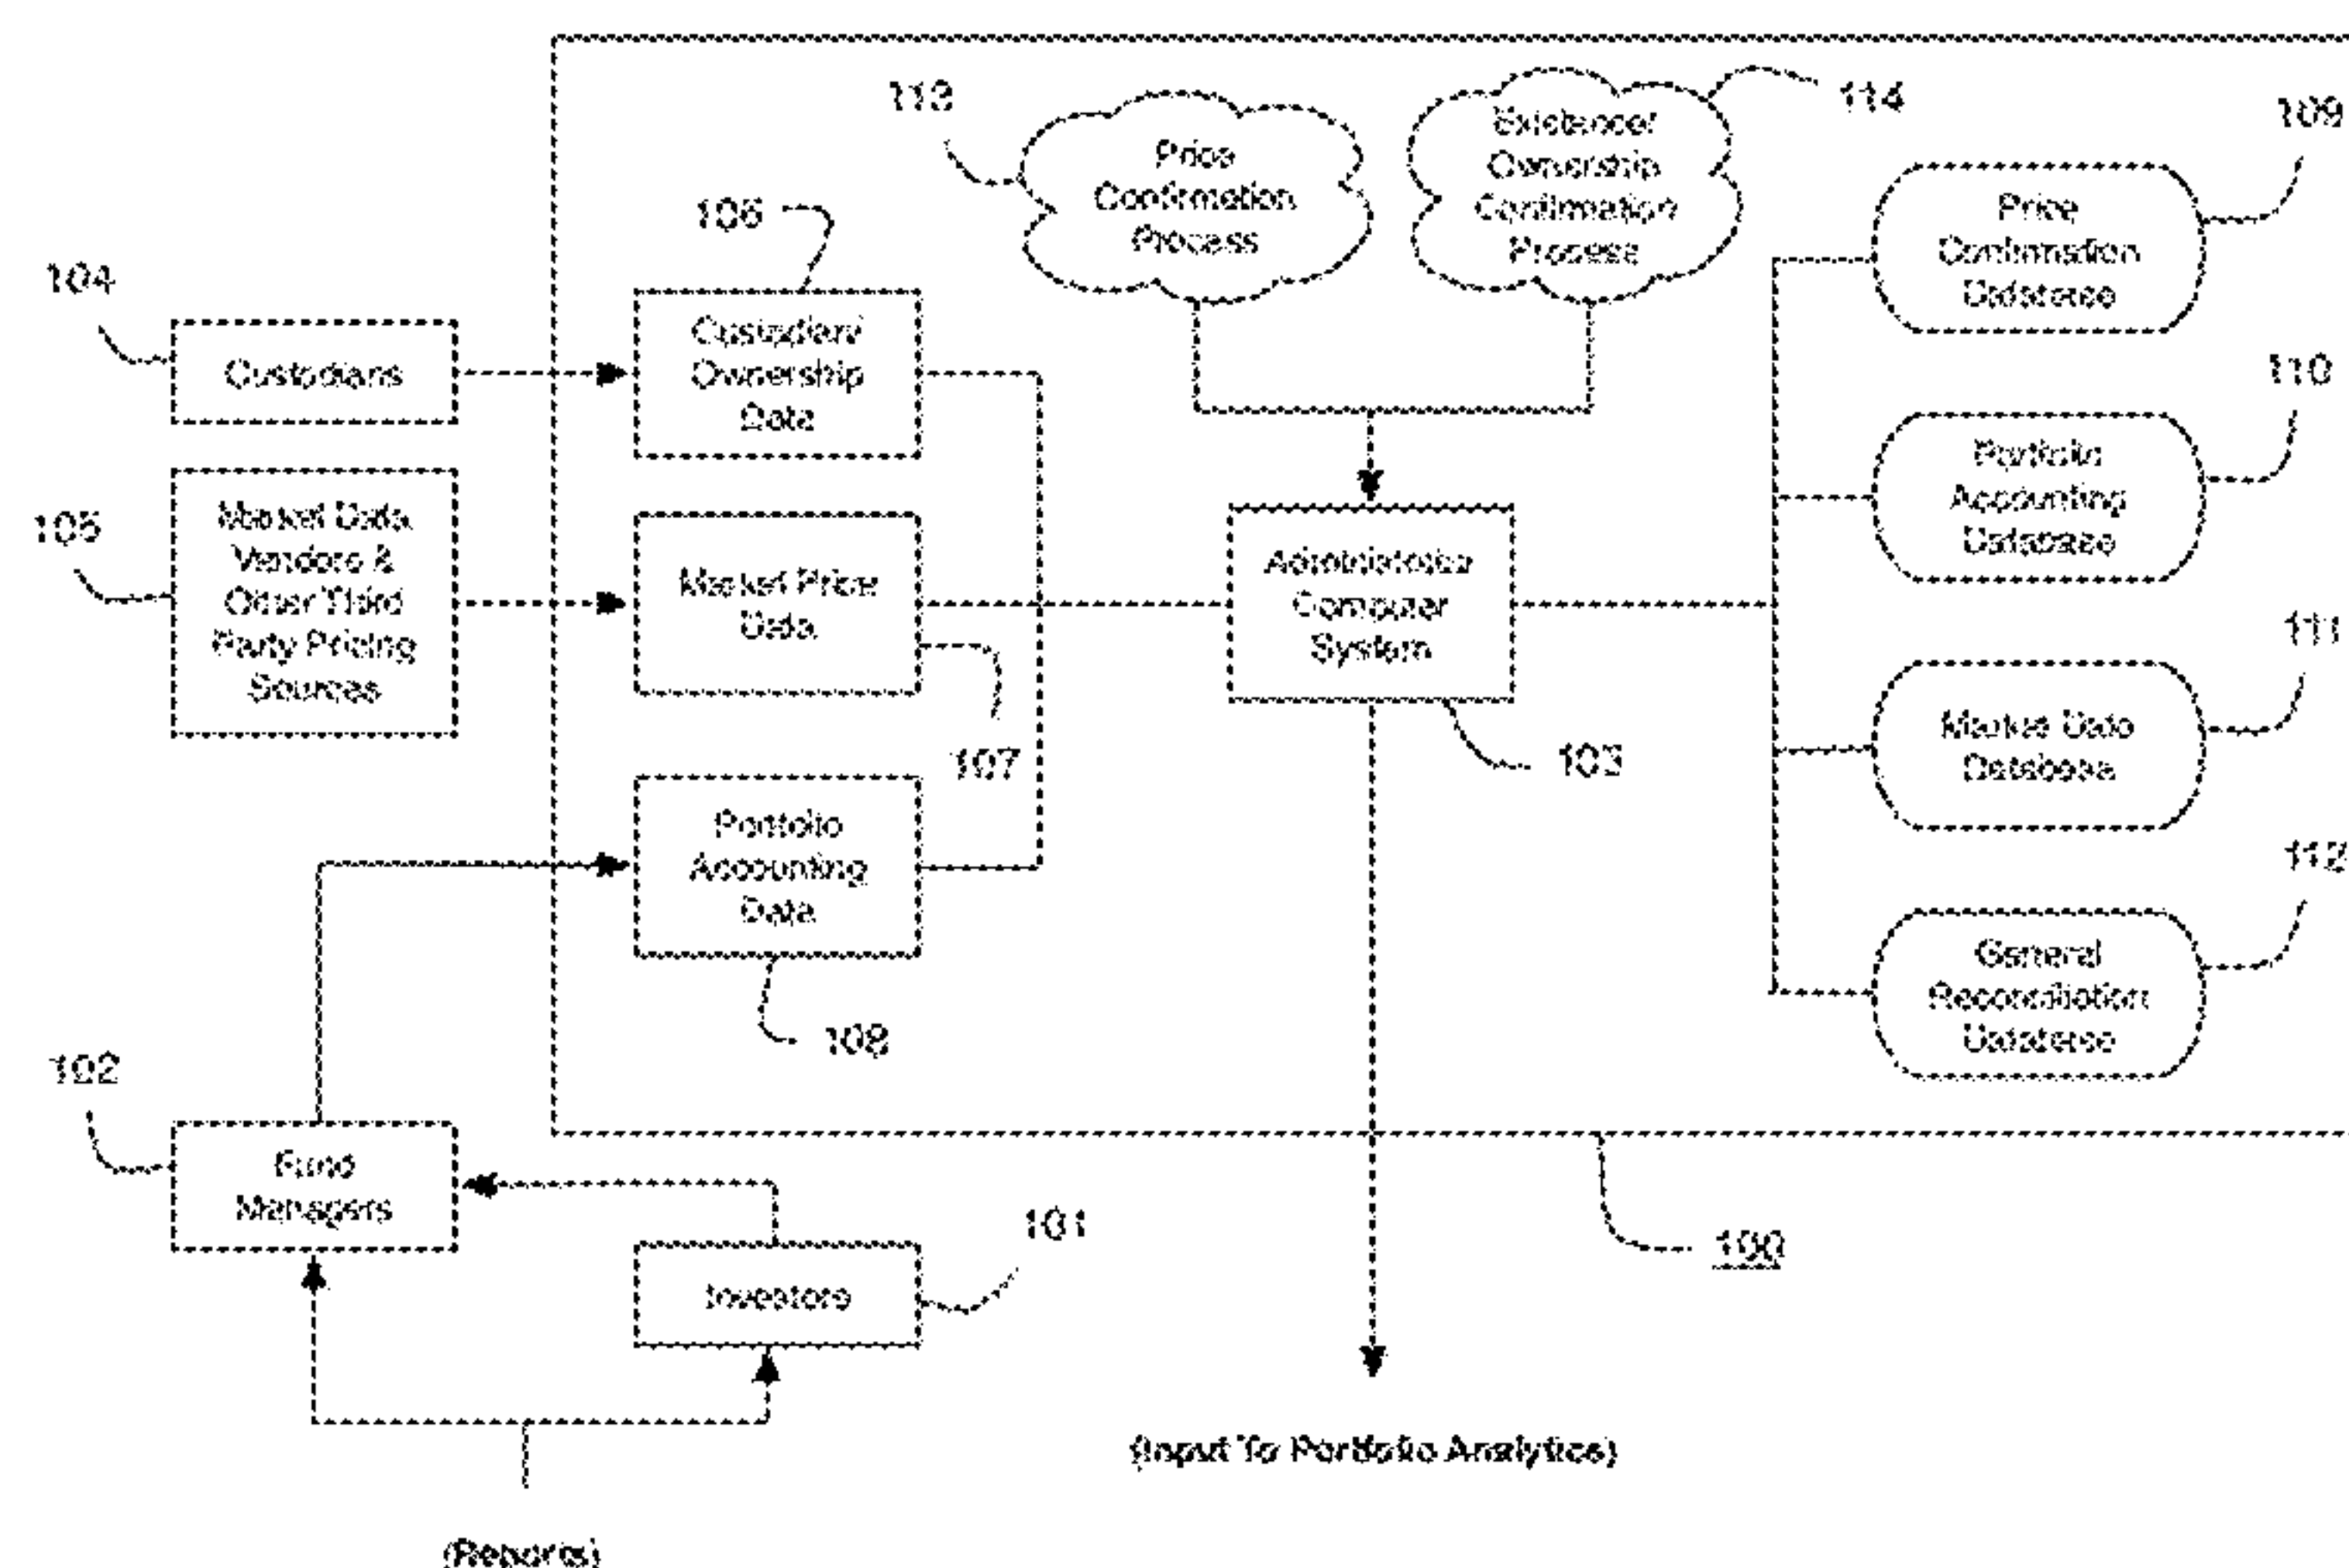 113
114
109
Price
Confirmation
Process
Existence/
Ownership
Confirmation
Process
Price
Confirmation
Database
106
104
Custodians
Custodian/
Ownership
Data
110
Portfolio
Accounting
Database
105
Market Data
Vendors &
Other Third
Party Pricing
Sources
Market Price
Data
107
Administrator
Computer
System
103
111
Market Data
Database
Portfolio
Accounting
Data
108
112
General
Reconciliation
Database
102
Fund
Managers
101
Investors
100
(Input To Portfolio Analytics)
(Reports)